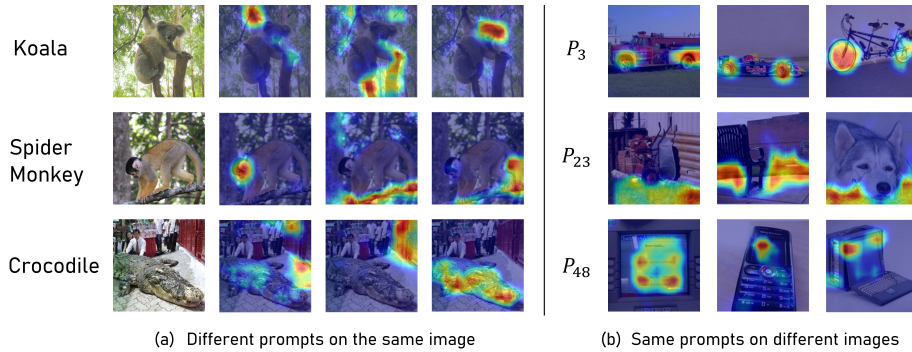 Koala
Spider
Monkey
Crocodile
P₃
P₂₃
P₄₈
(a) Different prompts on the same image
(b) Same prompts on different images